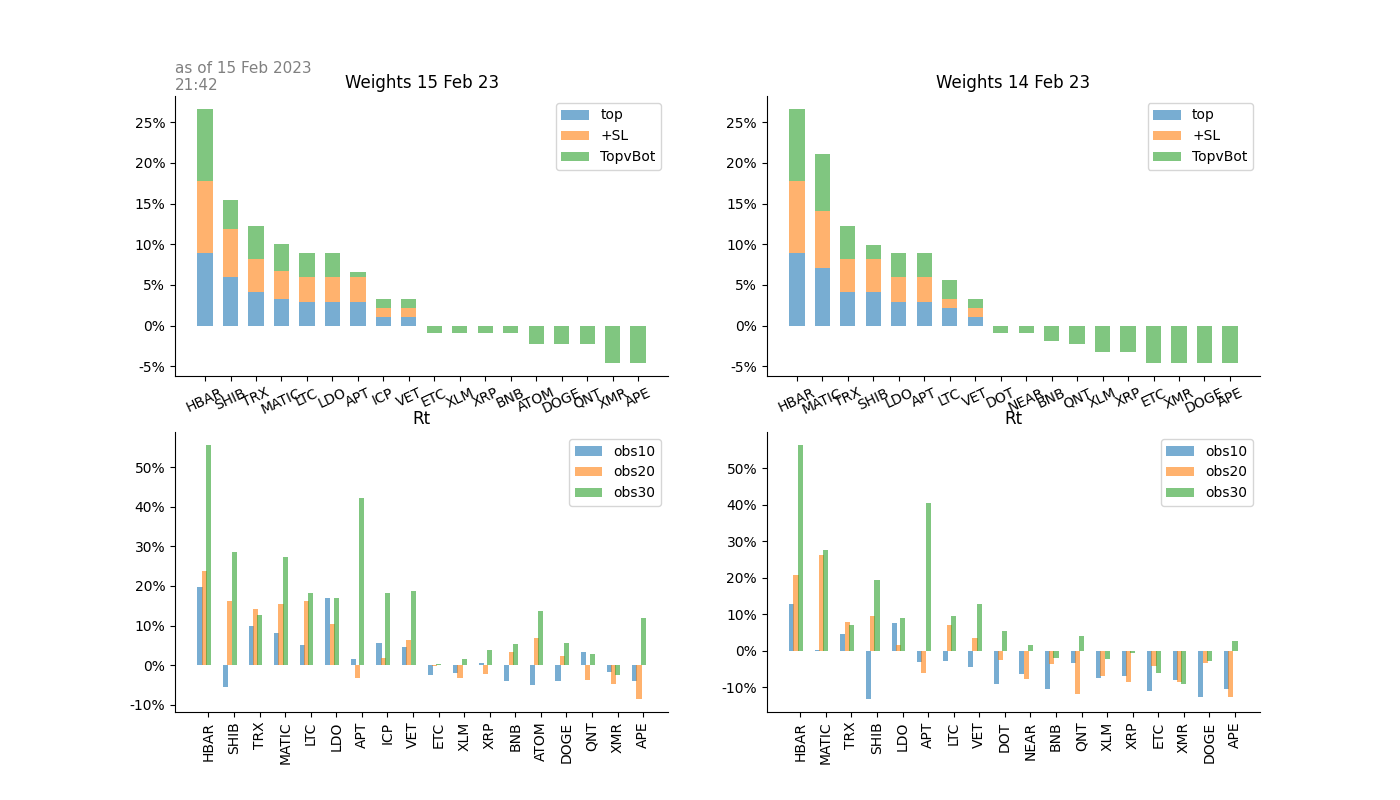 as of 15 Feb 2023
21:42
Weights 15 Feb 23
top
+SL
TopvBot
25%
20%
15%
10%
5%
0%
-5%
HBAR SHIB TRX MATIC LTC LDO APT ICP VET ETC XLM XRP BNB ATOM DOGE QNT XMR APE
Weights 14 Feb 23
top
+SL
TopvBot
25%
20%
15%
10%
5%
0%
-5%
HBAR MATIC TRX SHIB LDO APT LTC VET DOT NEAR BNB QNT XLM XRP ETC XMR DOGE APE
Rt
obs10
obs20
obs30
50%
40%
30%
20%
10%
0%
-10%
HBAR SHIB TRX MATIC LTC LDO APT ICP VET ETC XLM XRP BNB ATOM DOGE QNT XMR APE
Rt
obs10
obs20
obs30
50%
40%
30%
20%
10%
0%
-10%
HBAR MATIC TRX SHIB LDO APT LTC VET DOT NEAR BNB QNT XLM XRP ETC XMR DOGE APE